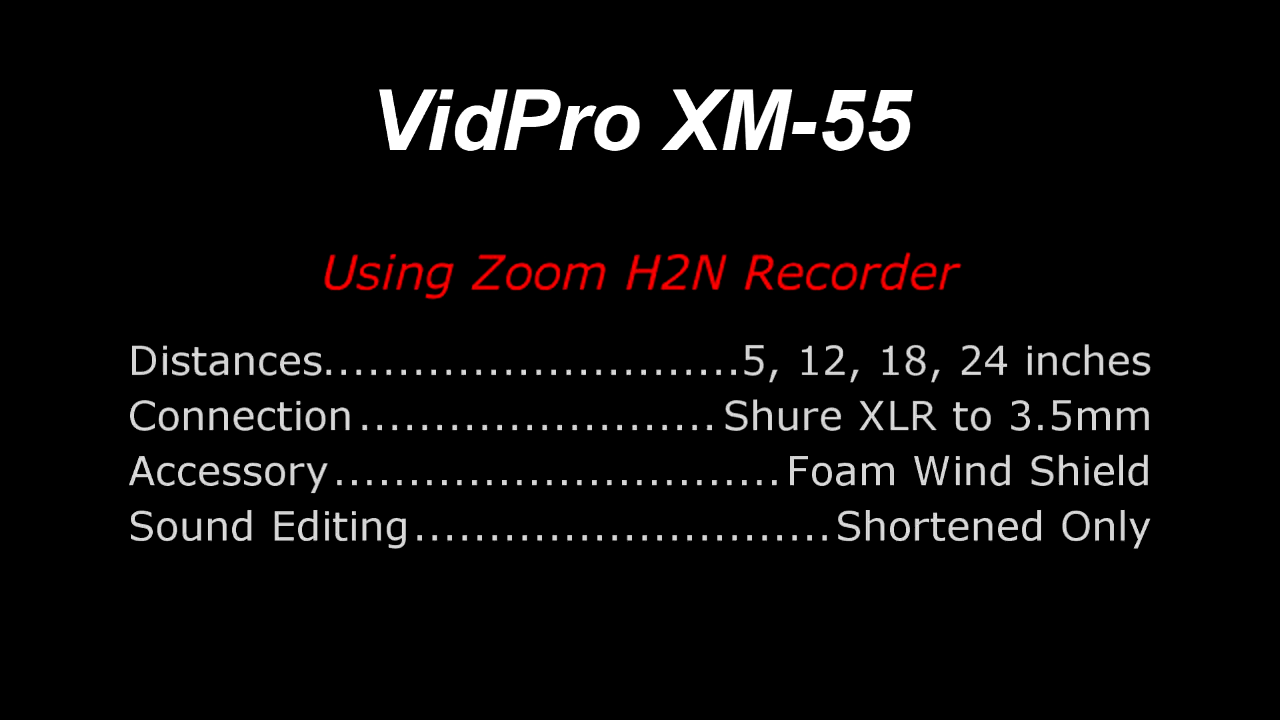 VidPro XM-55
Using Zoom H2N Recorder
Distances............................5, 12, 18, 24 inches
Connection........................Shure XLR to 3.5mm
Accessory..............................Foam Wind Shield
Sound Editing............................Shortened Only